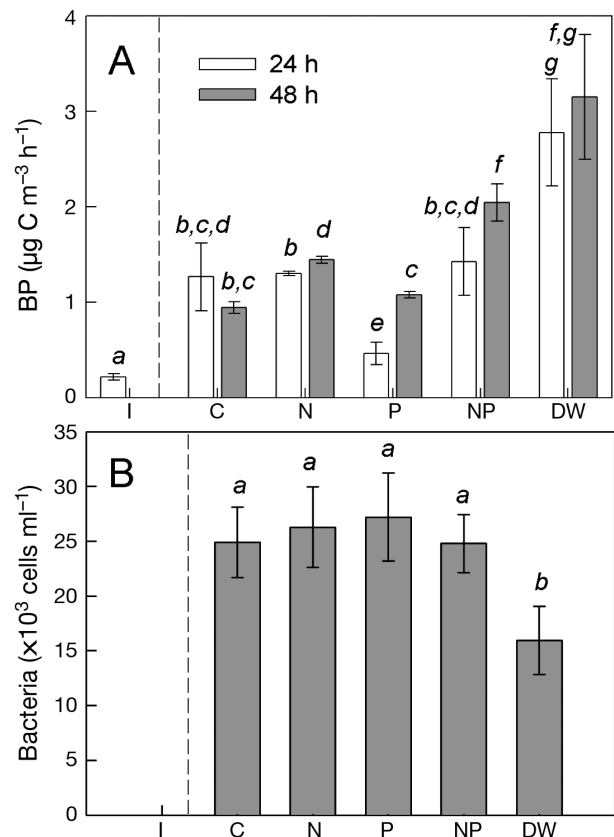 4
3
2
1
0
BP (µg C m⁻³ h⁻¹)
A
24 h
48 h
a
b,c,d
b,c
b
d
e
c
b,c,d
f
g
f,g
I C N P NP DW
35
30
25
20
15
10
5
0
Bacteria (×10³ cells ml⁻¹)
B
a
a
a
a
b
I C N P NP DW